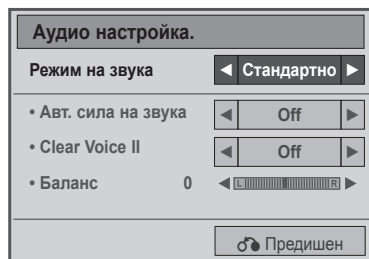 Аудио настройка.
Режим на звука ◄ Стандартно ►
• Авт. сила на звука ◄ Off ►
• Clear Voice II ◄ Off ►
• Баланс 0 ◄ L R ►
Предишен